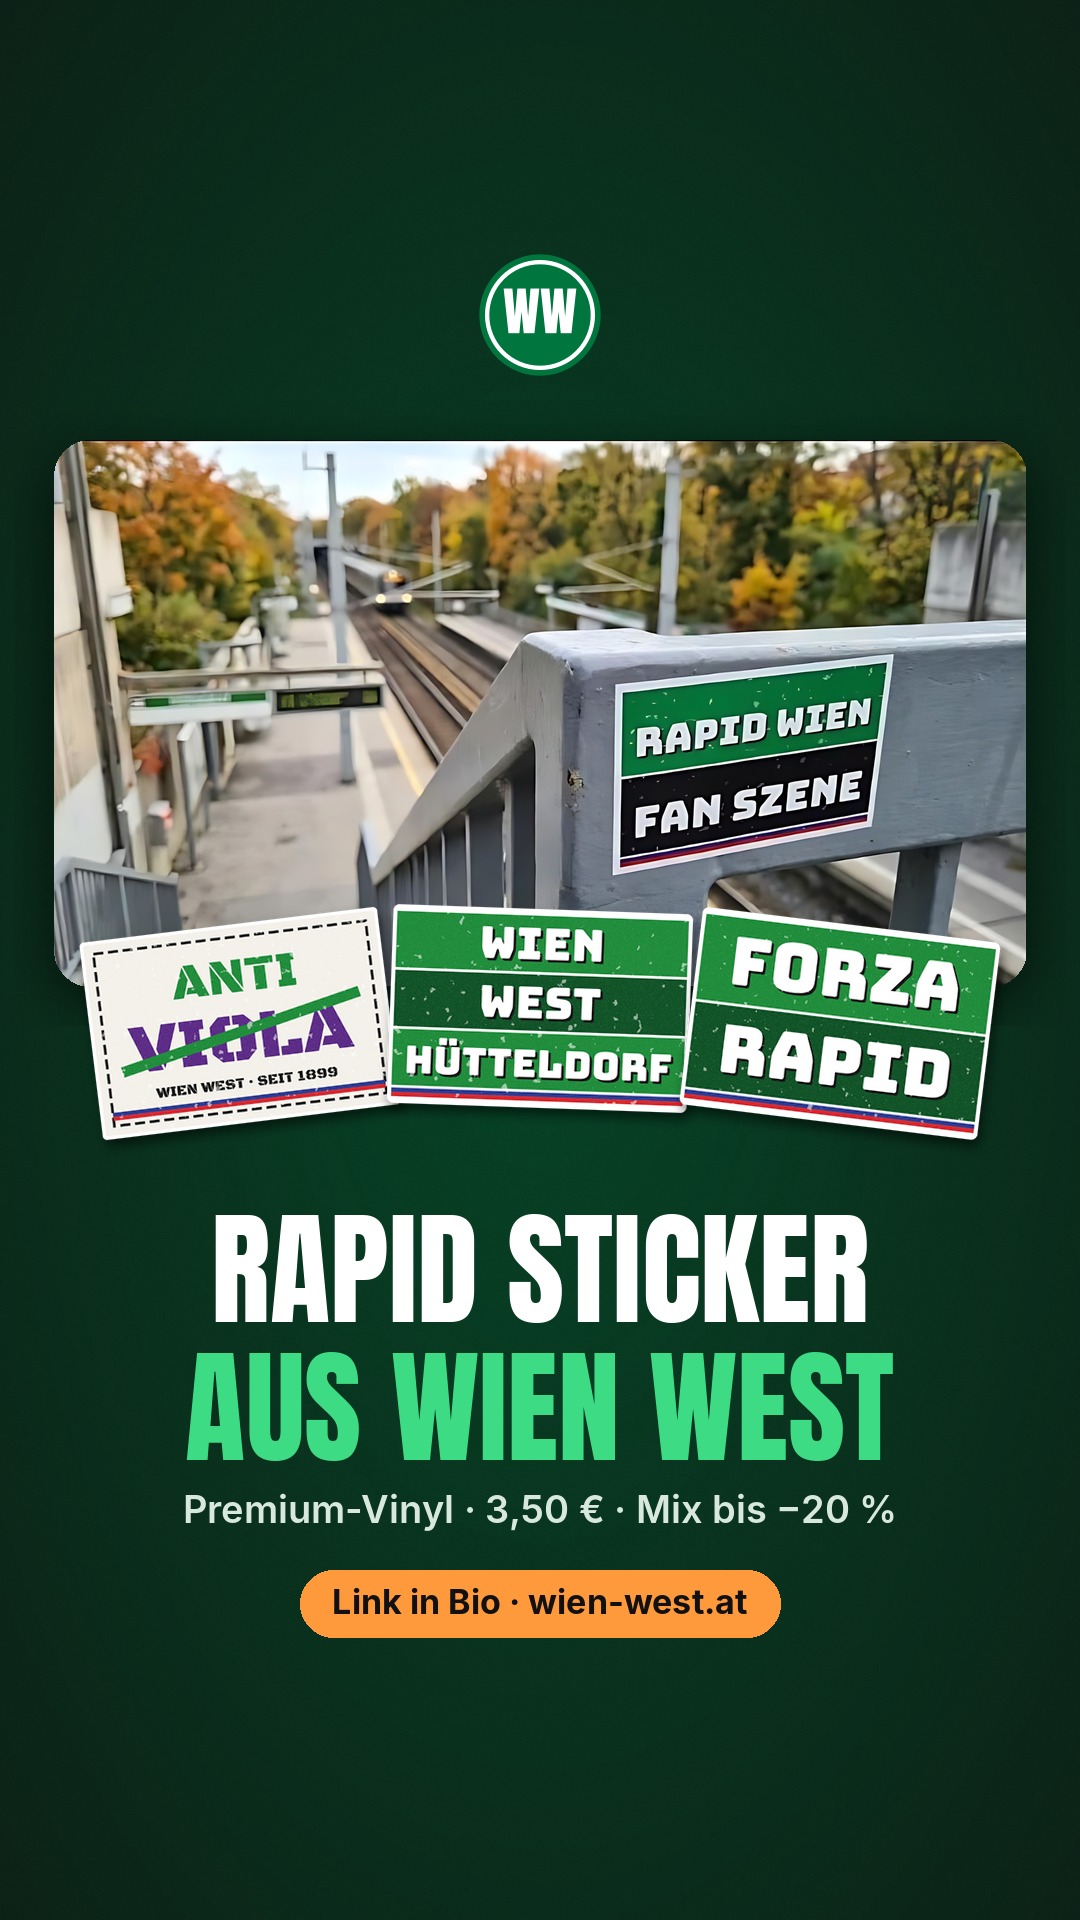 WW
RAPID WIEN
FAN SZENE
ANTI
VIOLA
WIEN WEST · SEIT 1899
WIEN
WEST
HÜTTELDORF
FORZA
RAPID
RAPID STICKER
AUS WIEN WEST
Premium-Vinyl · 3,50 € · Mix bis −20 %
Link in Bio · wien-west.at